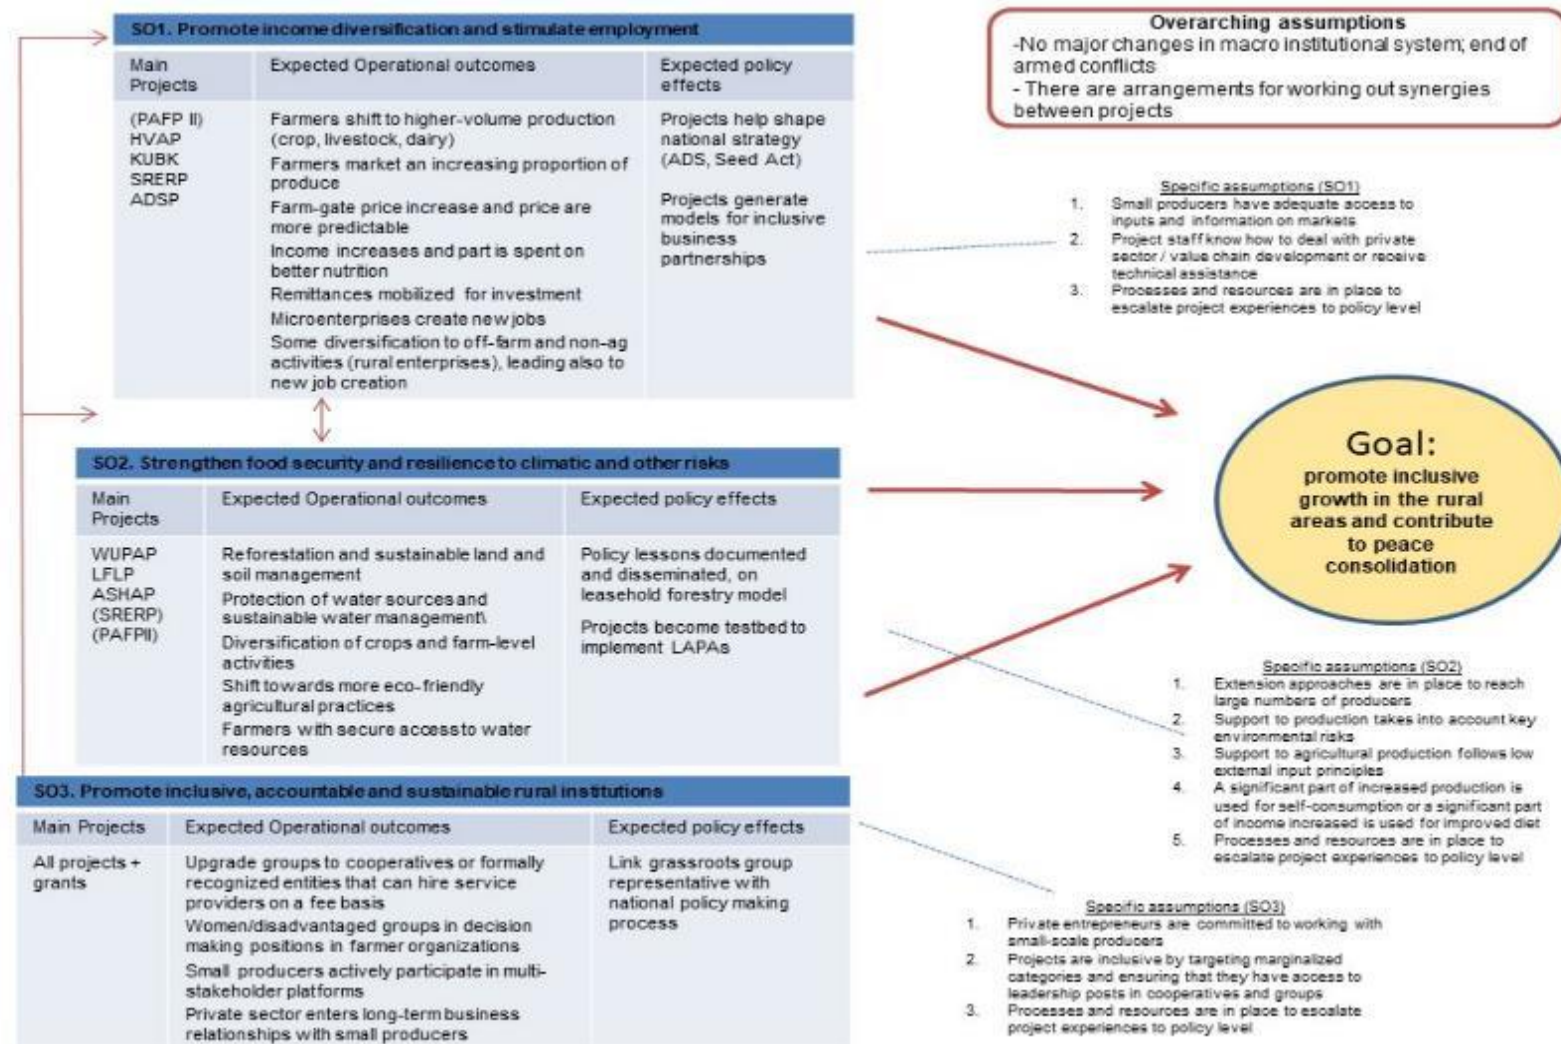 SO1. Promote income diversification and stimulate employment
Main
Projects
Expected Operational outcomes
Expected policy
effects
(PAFP II)
HVAP
KUBK
SRERP
ADSP
Farmers shift to higher-volume production
(crop, livestock, dairy)
Farmers market an increasing proportion of
produce
Farm-gate price increase and price are
more predictable
Income increases and part is spent on
better nutrition
Remittances mobilized for investment
Microenterprises create new jobs
Some diversification to off-farm and non-ag
activities (rural enterprises), leading also to
new job creation
Projects help shape
national strategy
(ADS, Seed Act)
Projects generate
models for inclusive
business
partnerships
Overarching assumptions
-No major changes in macro institutional system; end of
armed conflicts
- There are arrangements for working out synergies
between projects
Specific assumptions (SO1)
1. Small producers have adequate access to
inputs and information on markets
2. Project staff know how to deal with private
sector / value chain development or receive
technical assistance
3. Processes and resources are in place to
escalate project experiences to policy level
SO2. Strengthen food security and resilience to climatic and other risks
Main
Projects
Expected Operational outcomes
Expected policy effects
WUPAP
LFLP
ASHAP
(SRERP)
(PAFPII)
Reforestation and sustainable land and
soil management
Protection of water sources and
sustainable water management\
Diversification of crops and farm-level
activities
Shift towards more eco-friendly
agricultural practices
Farmers with secure access to water
resources
Policy lessons documented
and disseminated, on
leasehold forestry model
Projects become testbed to
implement LAPAs
Goal:
promote inclusive
growth in the rural
areas and contribute
to peace
consolidation
Specific assumptions (SO2)
1. Extension approaches are in place to reach
large numbers of producers
2. Support to production takes into account key
environmental risks
3. Support to agricultural production follows low
external input principles
4. A significant part of increased production is
used for self-consumption or a significant part
of income increased is used for improved diet
5. Processes and resources are in place to
escalate project experiences to policy level
SO3. Promote inclusive, accountable and sustainable rural institutions
Main Projects
Expected Operational outcomes
Expected policy effects
All projects +
grants
Upgrade groups to cooperatives or formally
recognized entities that can hire service
providers on a fee basis
Women/disadvantaged groups in decision
making positions in farmer organizations
Small producers actively participate in multi-
stakeholder platforms
Private sector enters long-term business
relationships with small producers
Link grassroots group
representative with
national policy making
process
Specific assumptions (SO3)
1. Private entrepreneurs are committed to working with
small-scale producers
2. Projects are inclusive by targeting marginalized
categories and ensuring that they have access to
leadership posts in cooperatives and groups
3. Processes and resources are in place to escalate
project experiences to policy level